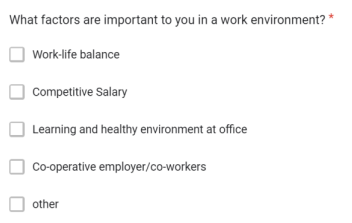 What factors are important to you in a work environment? *
Work-life balance
Competitive Salary
Learning and healthy environment at office
Co-operative employer/co-workers
other